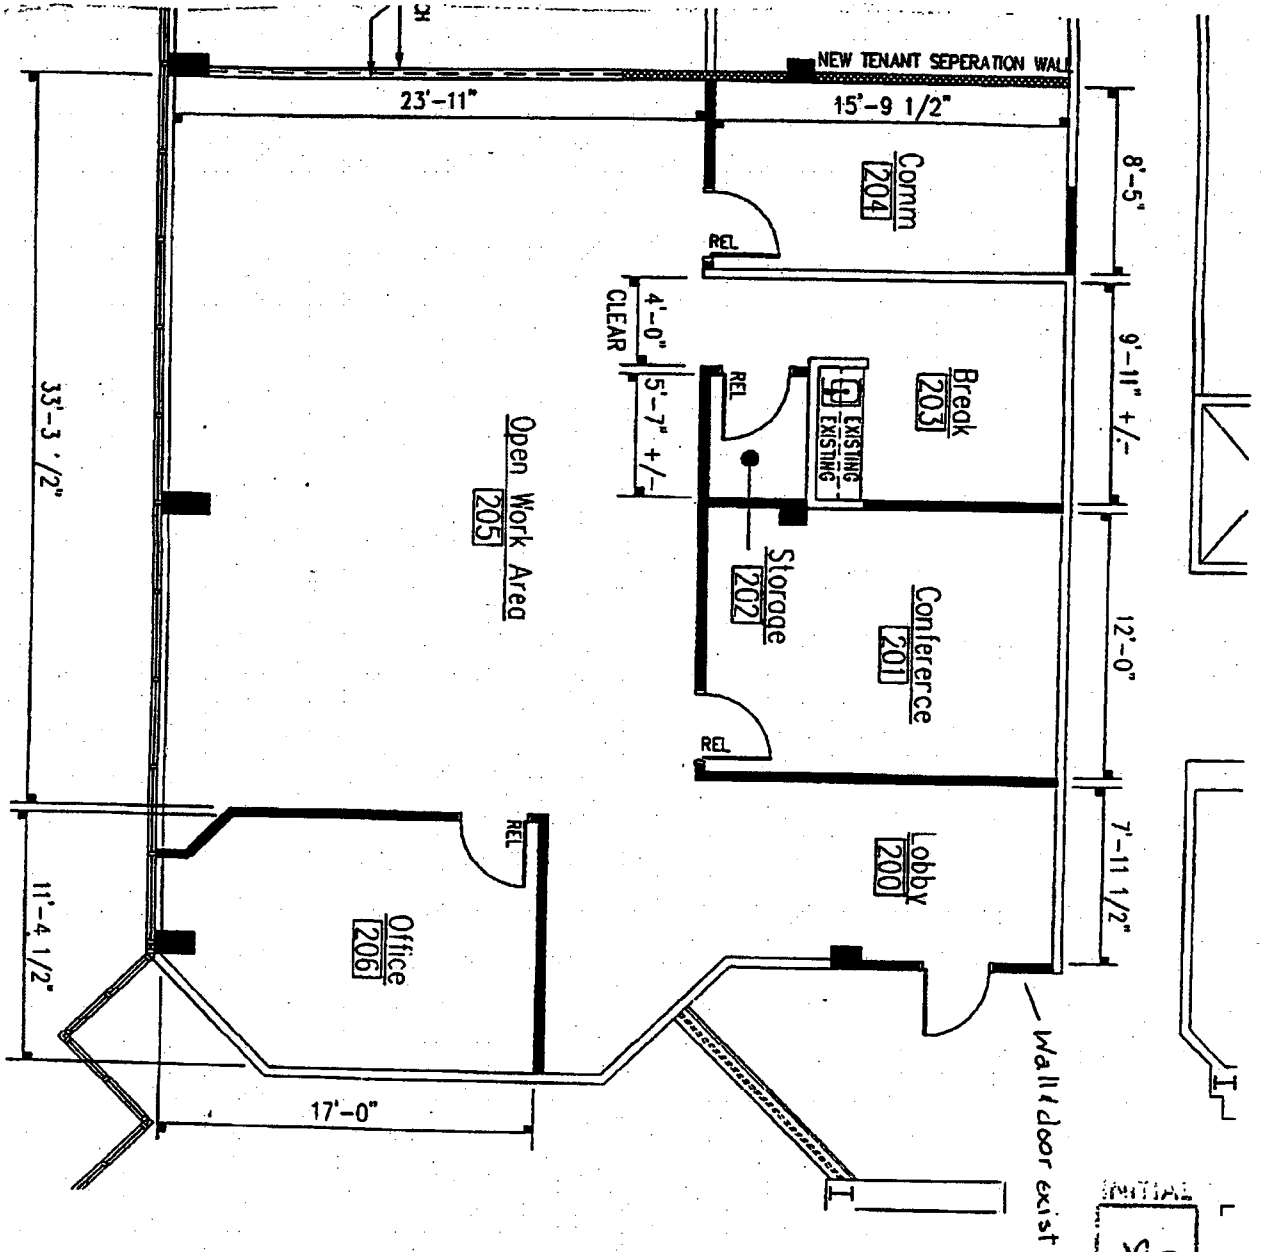 NEW TENANT SEPERATION WALL
23'-11"
15'-9 1/2"
8'-5"
Comm
204
REL
4'-0"
CLEAR
9'-11" +/-
Break
203
REL
5'-7" +/-
EXISTING
EXISTING
33'-3 1/2"
Open Work Area
205
Storage
202
Conference
201
12'-0"
REL
Lobby
200
7'-11 1/2"
REL
Office
206
11'-4 1/2"
17'-0"
Wall & door exist
INITIAL